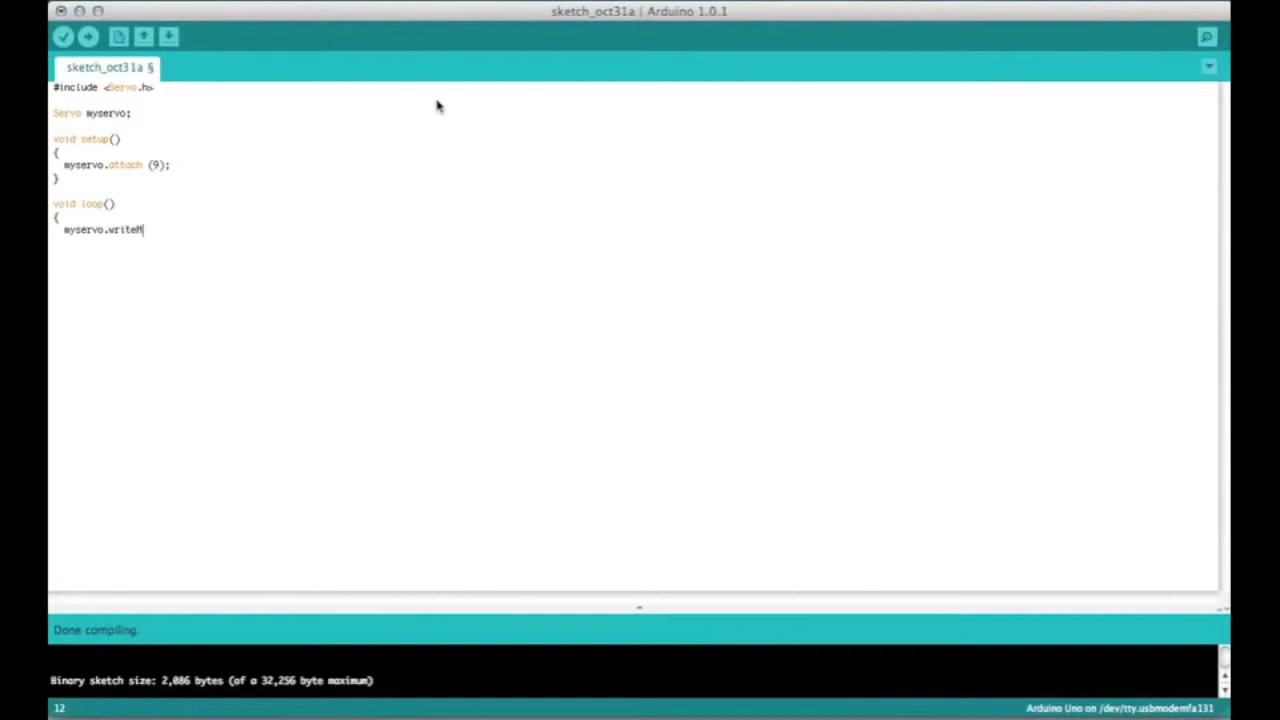 sketch_oct31a | Arduino 1.0.1
sketch_oct31a §
#include <Servo.h>
Servo myservo;
void setup()
{
myservo.attach (9);
}
void loop()
{
myservo.writeM
Done compiling.
Binary sketch size: 2,086 bytes (of a 32,256 byte maximum)
12
Arduino Uno on /dev/tty.usbmodemfa131